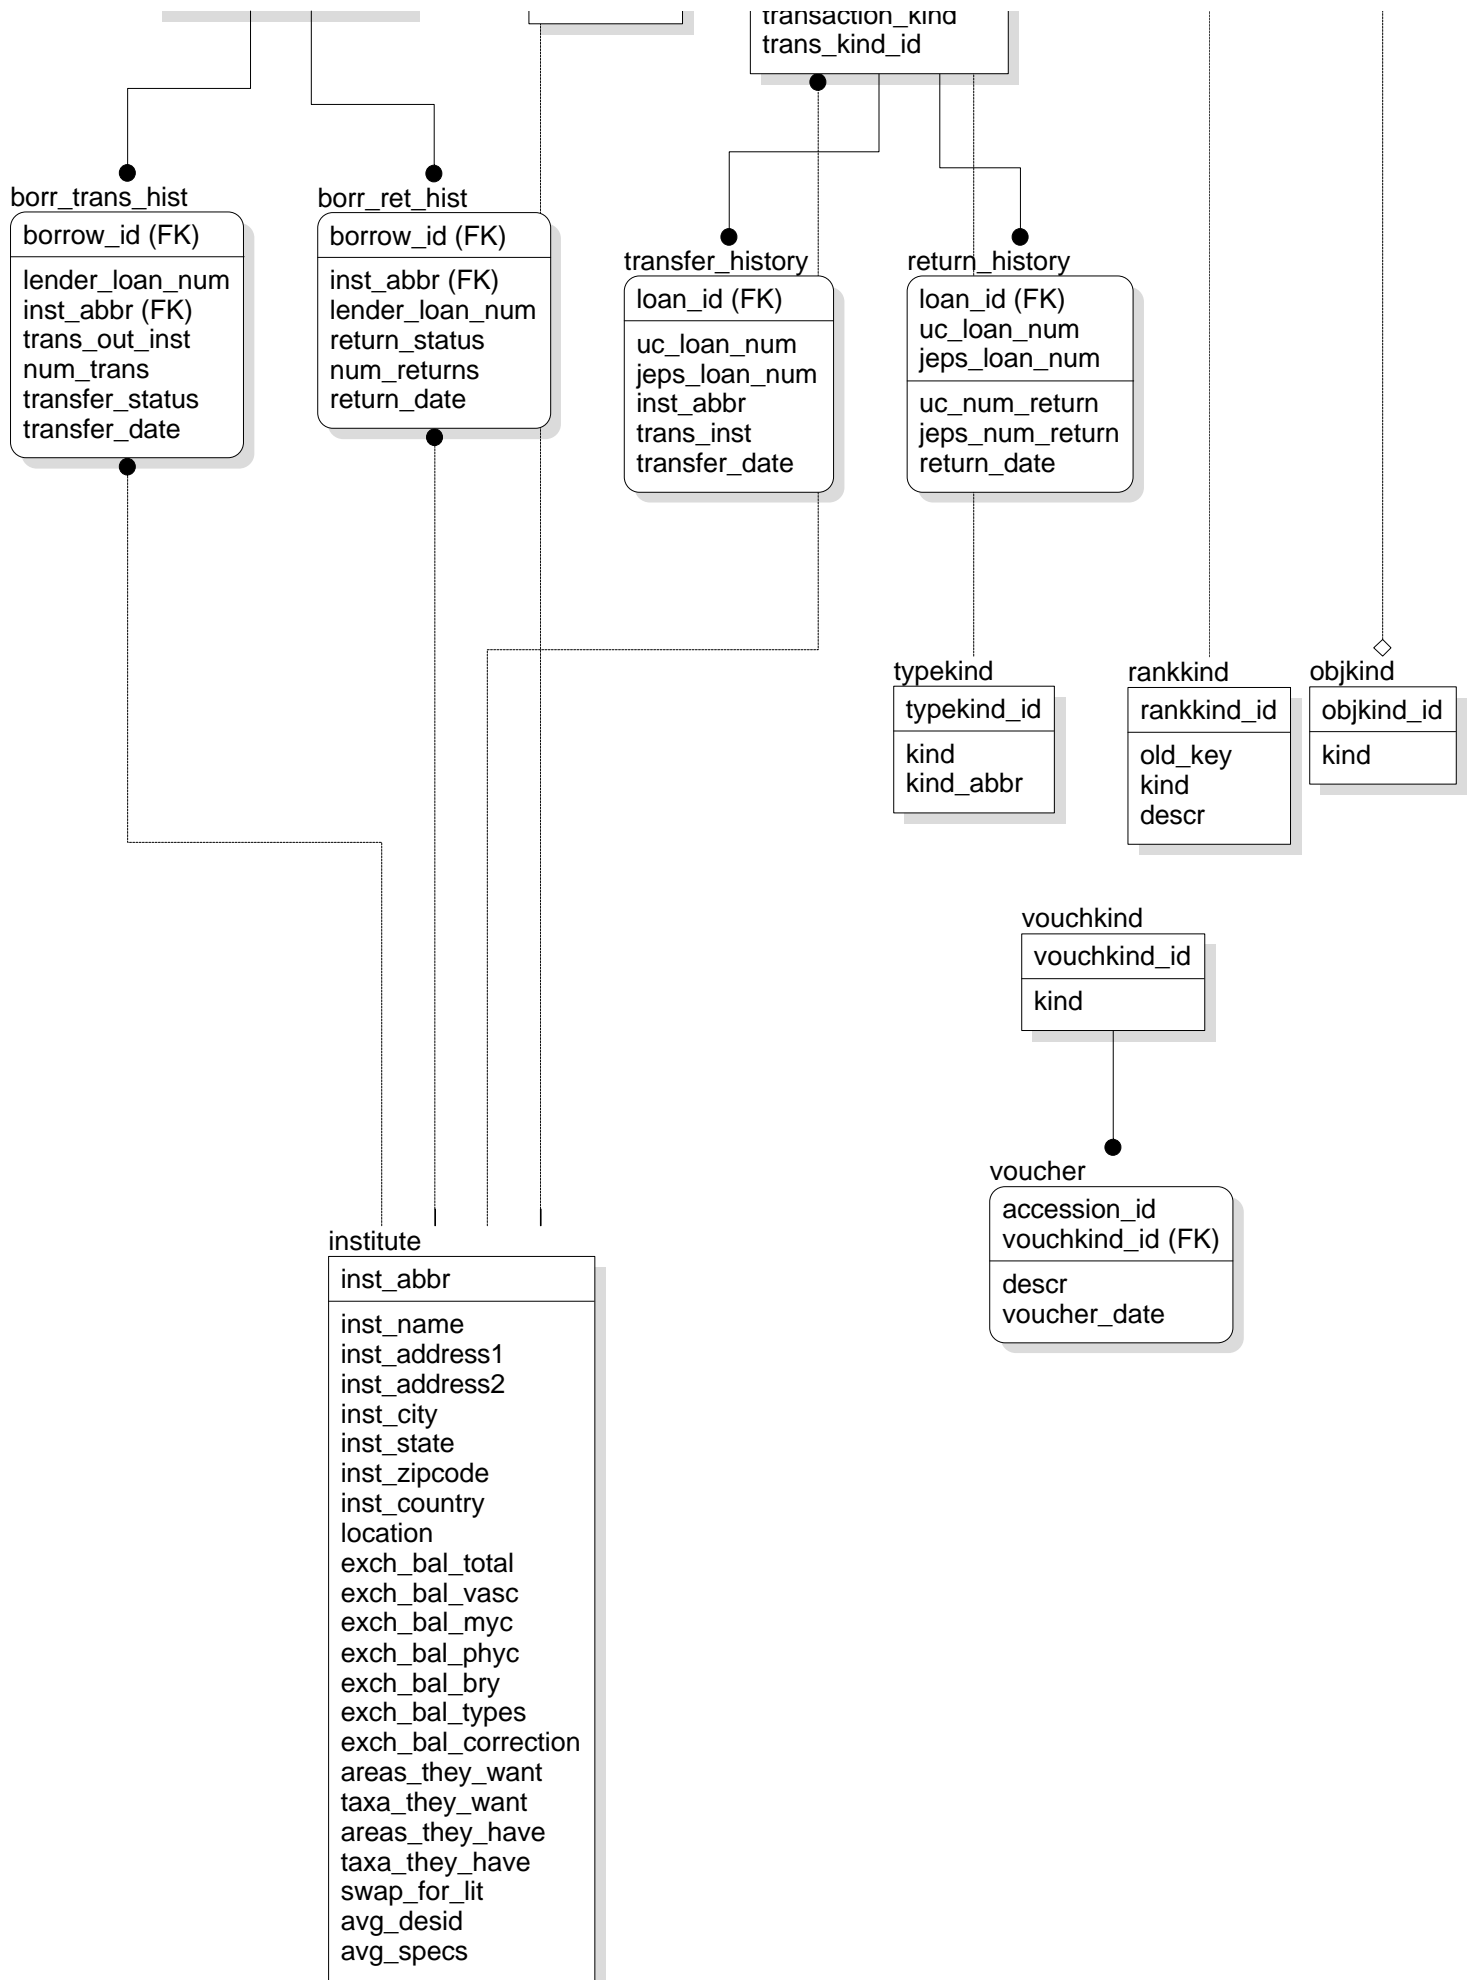 transaction_kind
trans_kind_id
borr_trans_hist
borrow_id (FK)
lender_loan_num
inst_abbr (FK)
trans_out_inst
num_trans
transfer_status
transfer_date
borr_ret_hist
borrow_id (FK)
inst_abbr (FK)
lender_loan_num
return_status
num_returns
return_date
transfer_history
loan_id (FK)
uc_loan_num
jeps_loan_num
inst_abbr
trans_inst
transfer_date
return_history
loan_id (FK)
uc_loan_num
jeps_loan_num
uc_num_return
jeps_num_return
return_date
typekind
typekind_id
kind
kind_abbr
rankkind
rankkind_id
old_key
kind
descr
objkind
objkind_id
kind
vouchkind
vouchkind_id
kind
voucher
accession_id
vouchkind_id (FK)
descr
voucher_date
institute
inst_abbr
inst_name
inst_address1
inst_address2
inst_city
inst_state
inst_zipcode
inst_country
location
exch_bal_total
exch_bal_vasc
exch_bal_myc
exch_bal_phyc
exch_bal_bry
exch_bal_types
exch_bal_correction
areas_they_want
taxa_they_want
areas_they_have
taxa_they_have
swap_for_lit
avg_desid
avg_specs